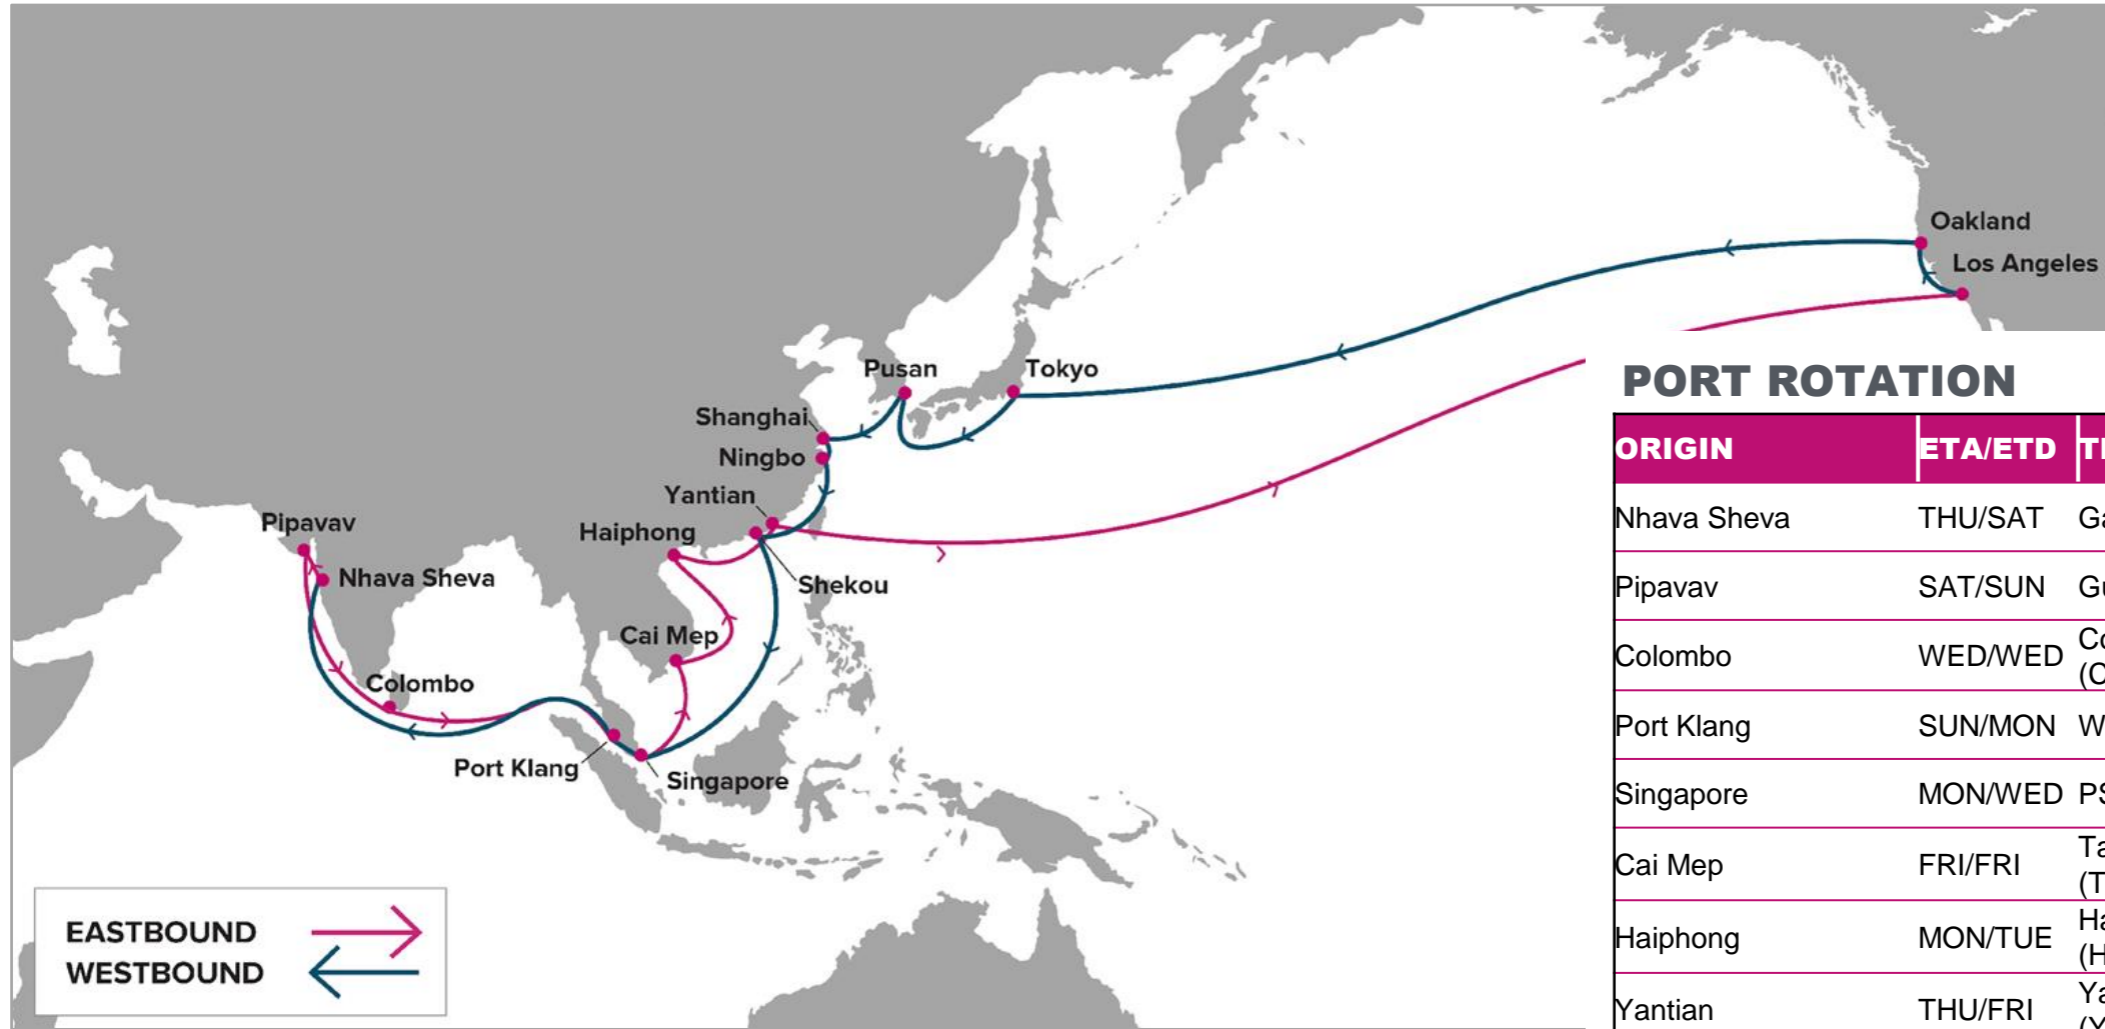 Oakland
Los Angeles
Pusan
Tokyo
Shanghai
Ningbo
Yantian
Pipavav
Haiphong
Nhava Sheva
Shekou
Cai Mep
Colombo
Port Klang
Singapore
EASTBOUND
WESTBOUND
PORT ROTATION
ORIGIN ETA/ETD
Nhava Sheva THU/SAT
Pipavav SAT/SUN
Colombo WED/WED
Port Klang SUN/MON
Singapore MON/WED
Cai Mep FRI/FRI
Haiphong MON/TUE
Yantian THU/FRI